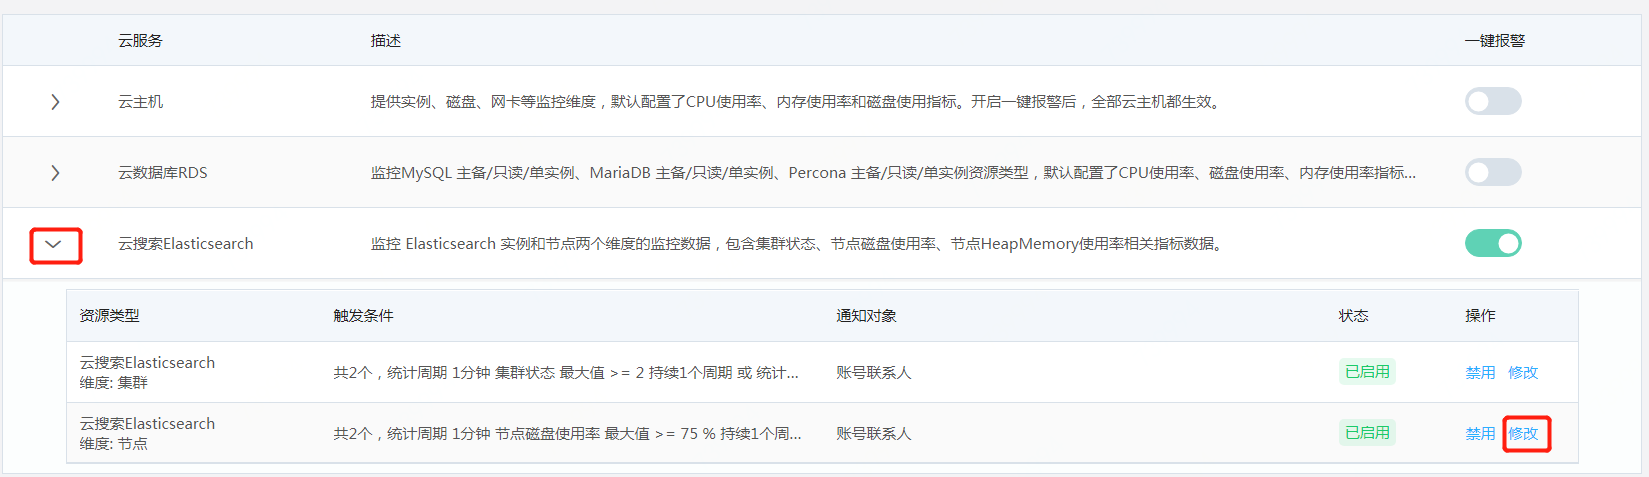 云服务 描述 一键报警
云主机 提供实例、磁盘、网卡等监控维度，默认配置了CPU使用率、内存使用率和磁盘使用指标。开启一键报警后，全部云主机都生效。
云数据库RDS 监控MySQL 主备/只读/单实例、MariaDB 主备/只读/单实例、Percona 主备/只读/单实例资源类型，默认配置了CPU使用率、磁盘使用率、内存使用率指标...
云搜索Elasticsearch 监控 Elasticsearch 实例和节点两个维度的监控数据，包含集群状态、节点磁盘使用率、节点HeapMemory使用率相关指标数据。
资源类型 触发条件 通知对象 状态 操作
云搜索Elasticsearch
维度: 集群 共2个，统计周期 1分钟 集群状态 最大值 >= 2 持续1个周期 或 统计... 账号联系人 已启用 禁用 修改
云搜索Elasticsearch
维度: 节点 共2个，统计周期 1分钟 节点磁盘使用率 最大值 >= 75 % 持续1个周... 账号联系人 已启用 禁用 修改